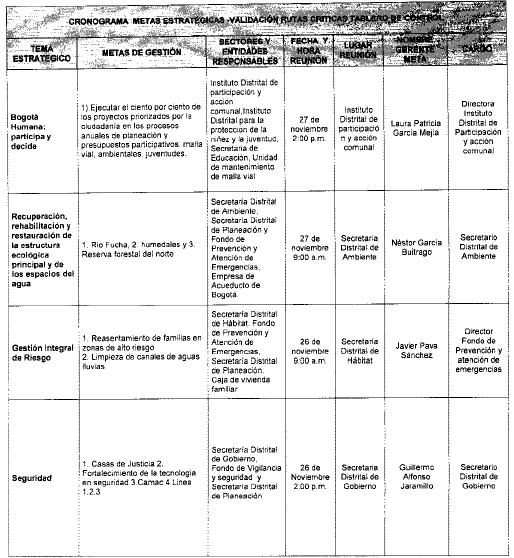 CRONOGRAMA METAS ESTRATÉGICAS -VALIDACIÓN RUTAS CRÍTICAS TABLERO DE CONTROL
TEMA
ESTRATÉGICO
METAS DE GESTIÓN
SECTORES Y
ENTIDADES
RESPONSABLES
FECHA Y
HORA
REUNIÓN
LUGAR
REUNIÓN
NOMBRE
GERENTE
META
CARGO
Bogotá
Humana:
participa y
decide
1) Ejecutar el ciento por ciento de
los proyectos priorizados por la
ciudadanía en los procesos
anuales de planeación y
presupuestos participativos. malla
vial, ambientales, juventudes.
Instituto Distrital de
participación y
acción
comunal,Instituto
Distrital para la
protección de la
niñez y la juventud,
Secretaría de
Educación, Unidad
de mantenimiento
de malla vial
27 de
noviembre
2:00 p.m.
Instituto
Distrital de
participació
n y acción
comunal
Laura Patricia
García Mejía
Directora
Instituto
Distrital de
Participación
y acción
comunal
Recuperación,
rehabilitación y
restauración de
la estructura
ecológica
principal y de
los espacios del
agua
1. Río Fucha, 2. humedales y 3.
Reserva forestal del norte
Secretaría Distrital
de Ambiente,
Secretaría Distrital
de Planeación y
Fondo de
Prevención y
Atención de
Emergencias,
Empresa de
Acueducto de
Bogotá.
27 de
noviembre
9:00 a.m.
Secretaria
Distrital de
Ambiente
Néstor García
Buitrago
Secretario
Distrital de
Ambiente
Gestión Integral
de Riesgo
1. Reasentamiento de familias en
zonas de alto riesgo
2. Limpieza de canales de aguas
lluvias
Secretaría Distrital
de Hábitat. Fondo
de Prevención y
Atención de
Emergencias,
Secretaría Distrital
de Planeación.
Caja de vivienda
familiar
26 de
noviembre
9:00 a.m.
Secretaría
Distrital de
Hábitat
Javier Pava
Sánchez
Director
Fondo de
Prevención y
atención de
emergencias
Seguridad
1. Casas de Justicia 2.
Fortalecimiento de la tecnología
en seguridad 3.Camac 4.Linea
1,2,3
Secretaría Distrital
de Gobierno,
Fondo de Vigilancia
y seguridad y
Secretaría Distrital
de Planeación
26 de
Noviembre
2:00 p.m.
Secretaria
Distrital de
Gobierno
Guillermo
Alfonso
Jaramillo
Secretario
Distrital de
Gobierno